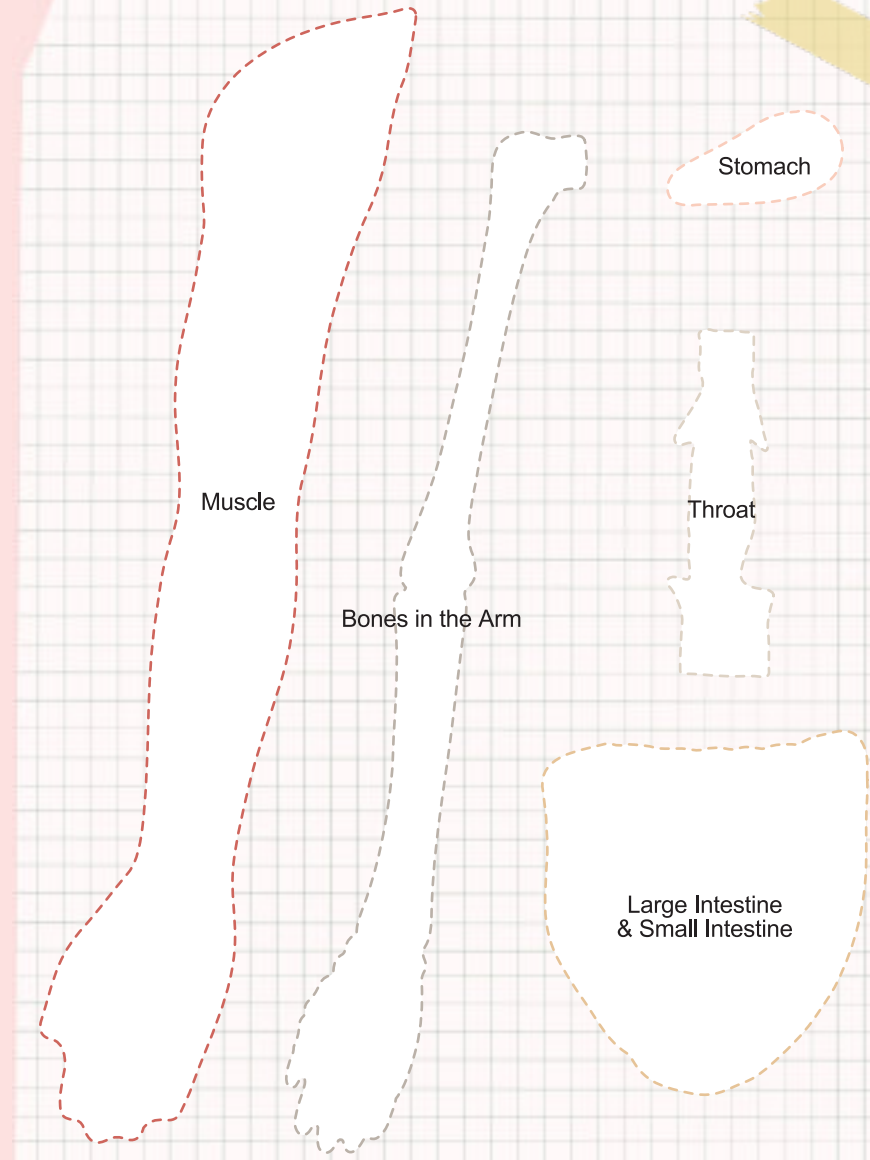 Stomach
Muscle
Throat
Bones in the Arm
Large Intestine
& Small Intestine